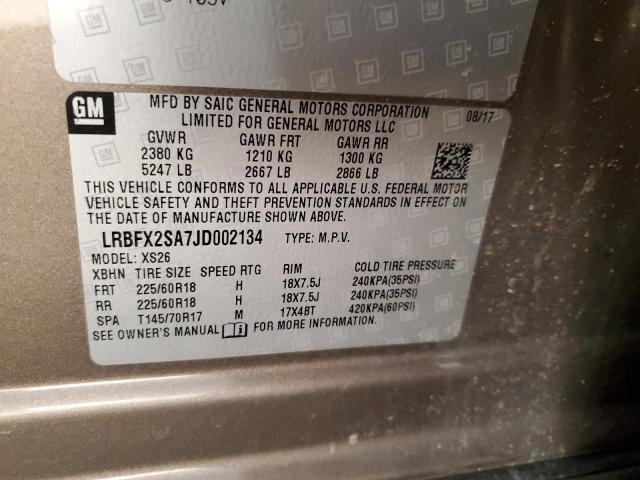 GM
MFD BY SAIC GENERAL MOTORS CORPORATION
LIMITED FOR GENERAL MOTORS LLC
08/17
GVWR GAWR FRT GAWR RR
2380 KG 1210 KG 1300 KG
5247 LB 2667 LB 2866 LB
THIS VEHICLE CONFORMS TO ALL APPLICABLE U.S. FEDERAL MOTOR
VEHICLE SAFETY AND THEFT PREVENTION STANDARDS IN EFFECT ON
THE DATE OF MANUFACTURE SHOWN ABOVE.
LRBFX2SA7JD002134 TYPE: M.P.V.
MODEL: XS26
XBHN TIRE SIZE SPEED RTG RIM COLD TIRE PRESSURE
FRT 225/60R18 H 18X7.5J 240KPA(35PSI)
RR 225/60R18 H 18X7.5J 240KPA(35PSI)
SPA T145/70R17 M 17X4BT 420KPA(60PSI)
SEE OWNER'S MANUAL FOR MORE INFORMATION.